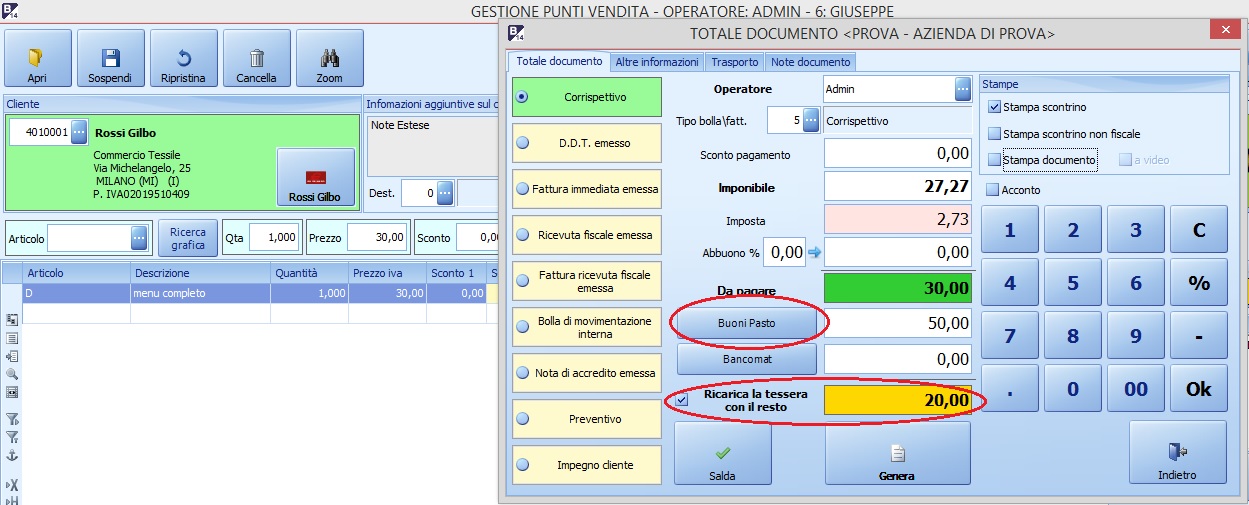 GESTIONE PUNTI VENDITA - OPERATORE: ADMIN - 6: GIUSEPPE
Apri
Sospendi
Ripristina
Cancella
Zoom
Cliente
4010001
Rossi Gilbo
Commercio Tessile
Via Michelangelo, 25
MILANO (MI) (I)
P. IVA02019510409
Rossi Gilbo
Infomazioni aggiuntive sul c
Note Estese
Dest.
0
Articolo
Ricerca
grafica
Qta
1,000
Prezzo
30,00
Sconto
0,00
Articolo
Descrizione
Quantità
Prezzo iva
Sconto 1
S
D
menu completo
1,000
30,00
0,00
TOTALE DOCUMENTO <PROVA - AZIENDA DI PROVA>
Totale documento
Altre informazioni
Trasporto
Note documento
Corrispettivo
D.D.T. emesso
Fattura immediata emessa
Ricevuta fiscale emessa
Fattura ricevuta fiscale
emessa
Bolla di movimentazione
interna
Nota di accredito emessa
Preventivo
Impegno cliente
Operatore
Admin
Tipo bolla\fatt.
5
Corrispettivo
Sconto pagamento
0,00
Imponibile
27,27
Imposta
2,73
Abbuono %
0,00
0,00
Da pagare
30,00
Buoni Pasto
50,00
Bancomat
0,00
Ricarica la tessera
con il resto
20,00
Salda
Genera
Stampe
Stampa scontrino
Stampa scontrino non fiscale
Stampa documento
a video
Acconto
1
2
3
C
4
5
6
%
7
8
9
-
.
0
00
Ok
Indietro